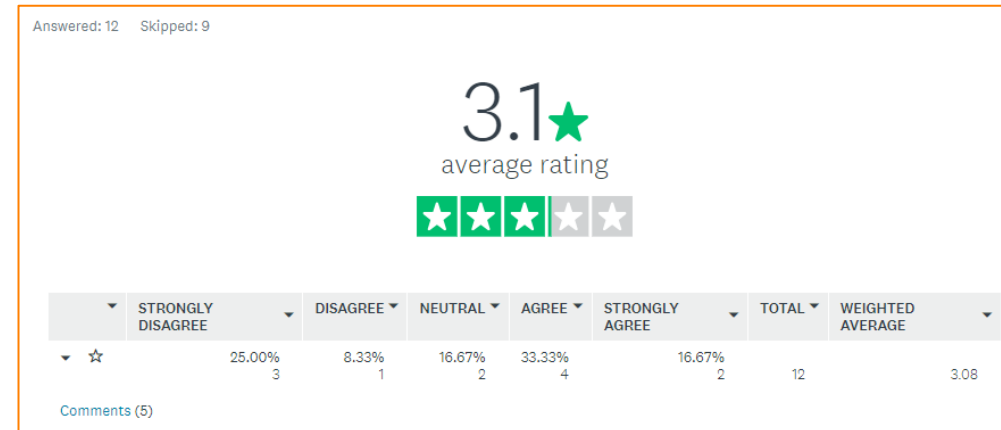 Answered: 12 Skipped: 9
3.1
average rating
STRONGLY DISAGREE DISAGREE NEUTRAL AGREE STRONGLY AGREE TOTAL WEIGHTED AVERAGE
25.00% 8.33% 16.67% 33.33% 16.67%
3 1 2 4 2 12 3.08
Comments (5)